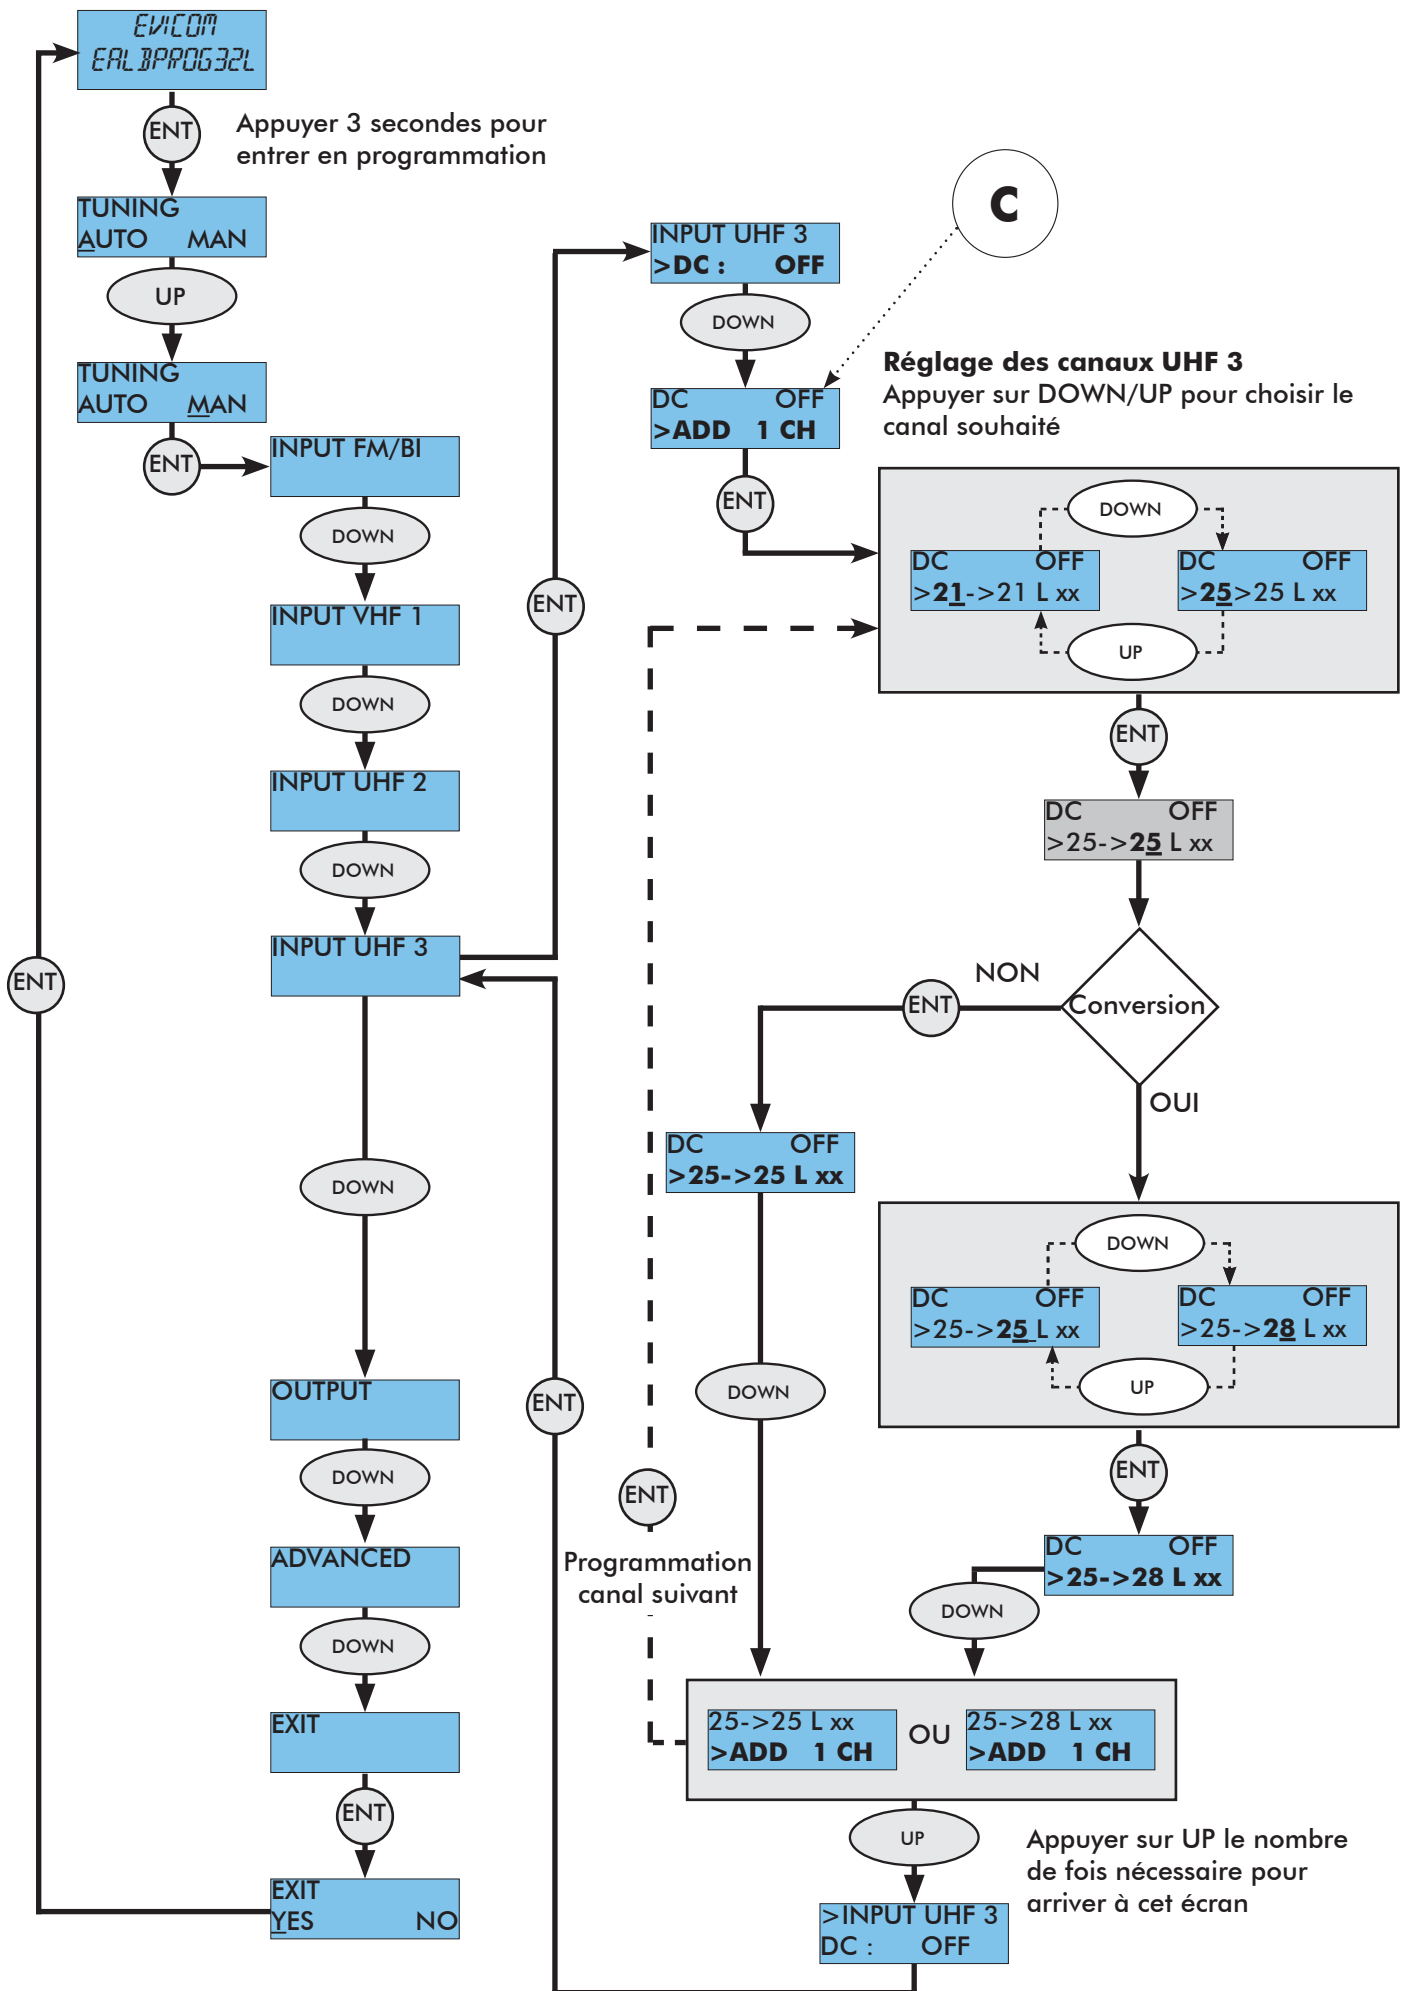 EVICOM
EALBPROG32L
ENT
Appuyer 3 secondes pour
entrer en programmation
TUNING
AUTO MAN
UP
TUNING
AUTO MAN
ENT
INPUT FM/BI
DOWN
INPUT VHF 1
DOWN
INPUT UHF 2
DOWN
INPUT UHF 3
DOWN
OUTPUT
DOWN
ADVANCED
DOWN
EXIT
ENT
EXIT
YES NO
ENT
ENT
INPUT UHF 3
>DC : OFF
DOWN
C
DC OFF
>ADD 1 CH
ENT
Réglage des canaux UHF 3
Appuyer sur DOWN/UP pour choisir le
canal souhaité
DOWN
DC OFF
>21->21 L xx
DC OFF
>25>25 L xx
UP
ENT
DC OFF
>25->25 L xx
Conversion
NON
ENT
OUI
DC OFF
>25->25 L xx
DOWN
DOWN
DC OFF
>25->25 L xx
DC OFF
>25->28 L xx
UP
ENT
DC OFF
>25->28 L xx
DOWN
ENT
Programmation
canal suivant
ENT
25->25 L xx
>ADD 1 CH
OU
25->28 L xx
>ADD 1 CH
UP
Appuyer sur UP le nombre
de fois nécessaire pour
arriver à cet écran
>INPUT UHF 3
DC : OFF